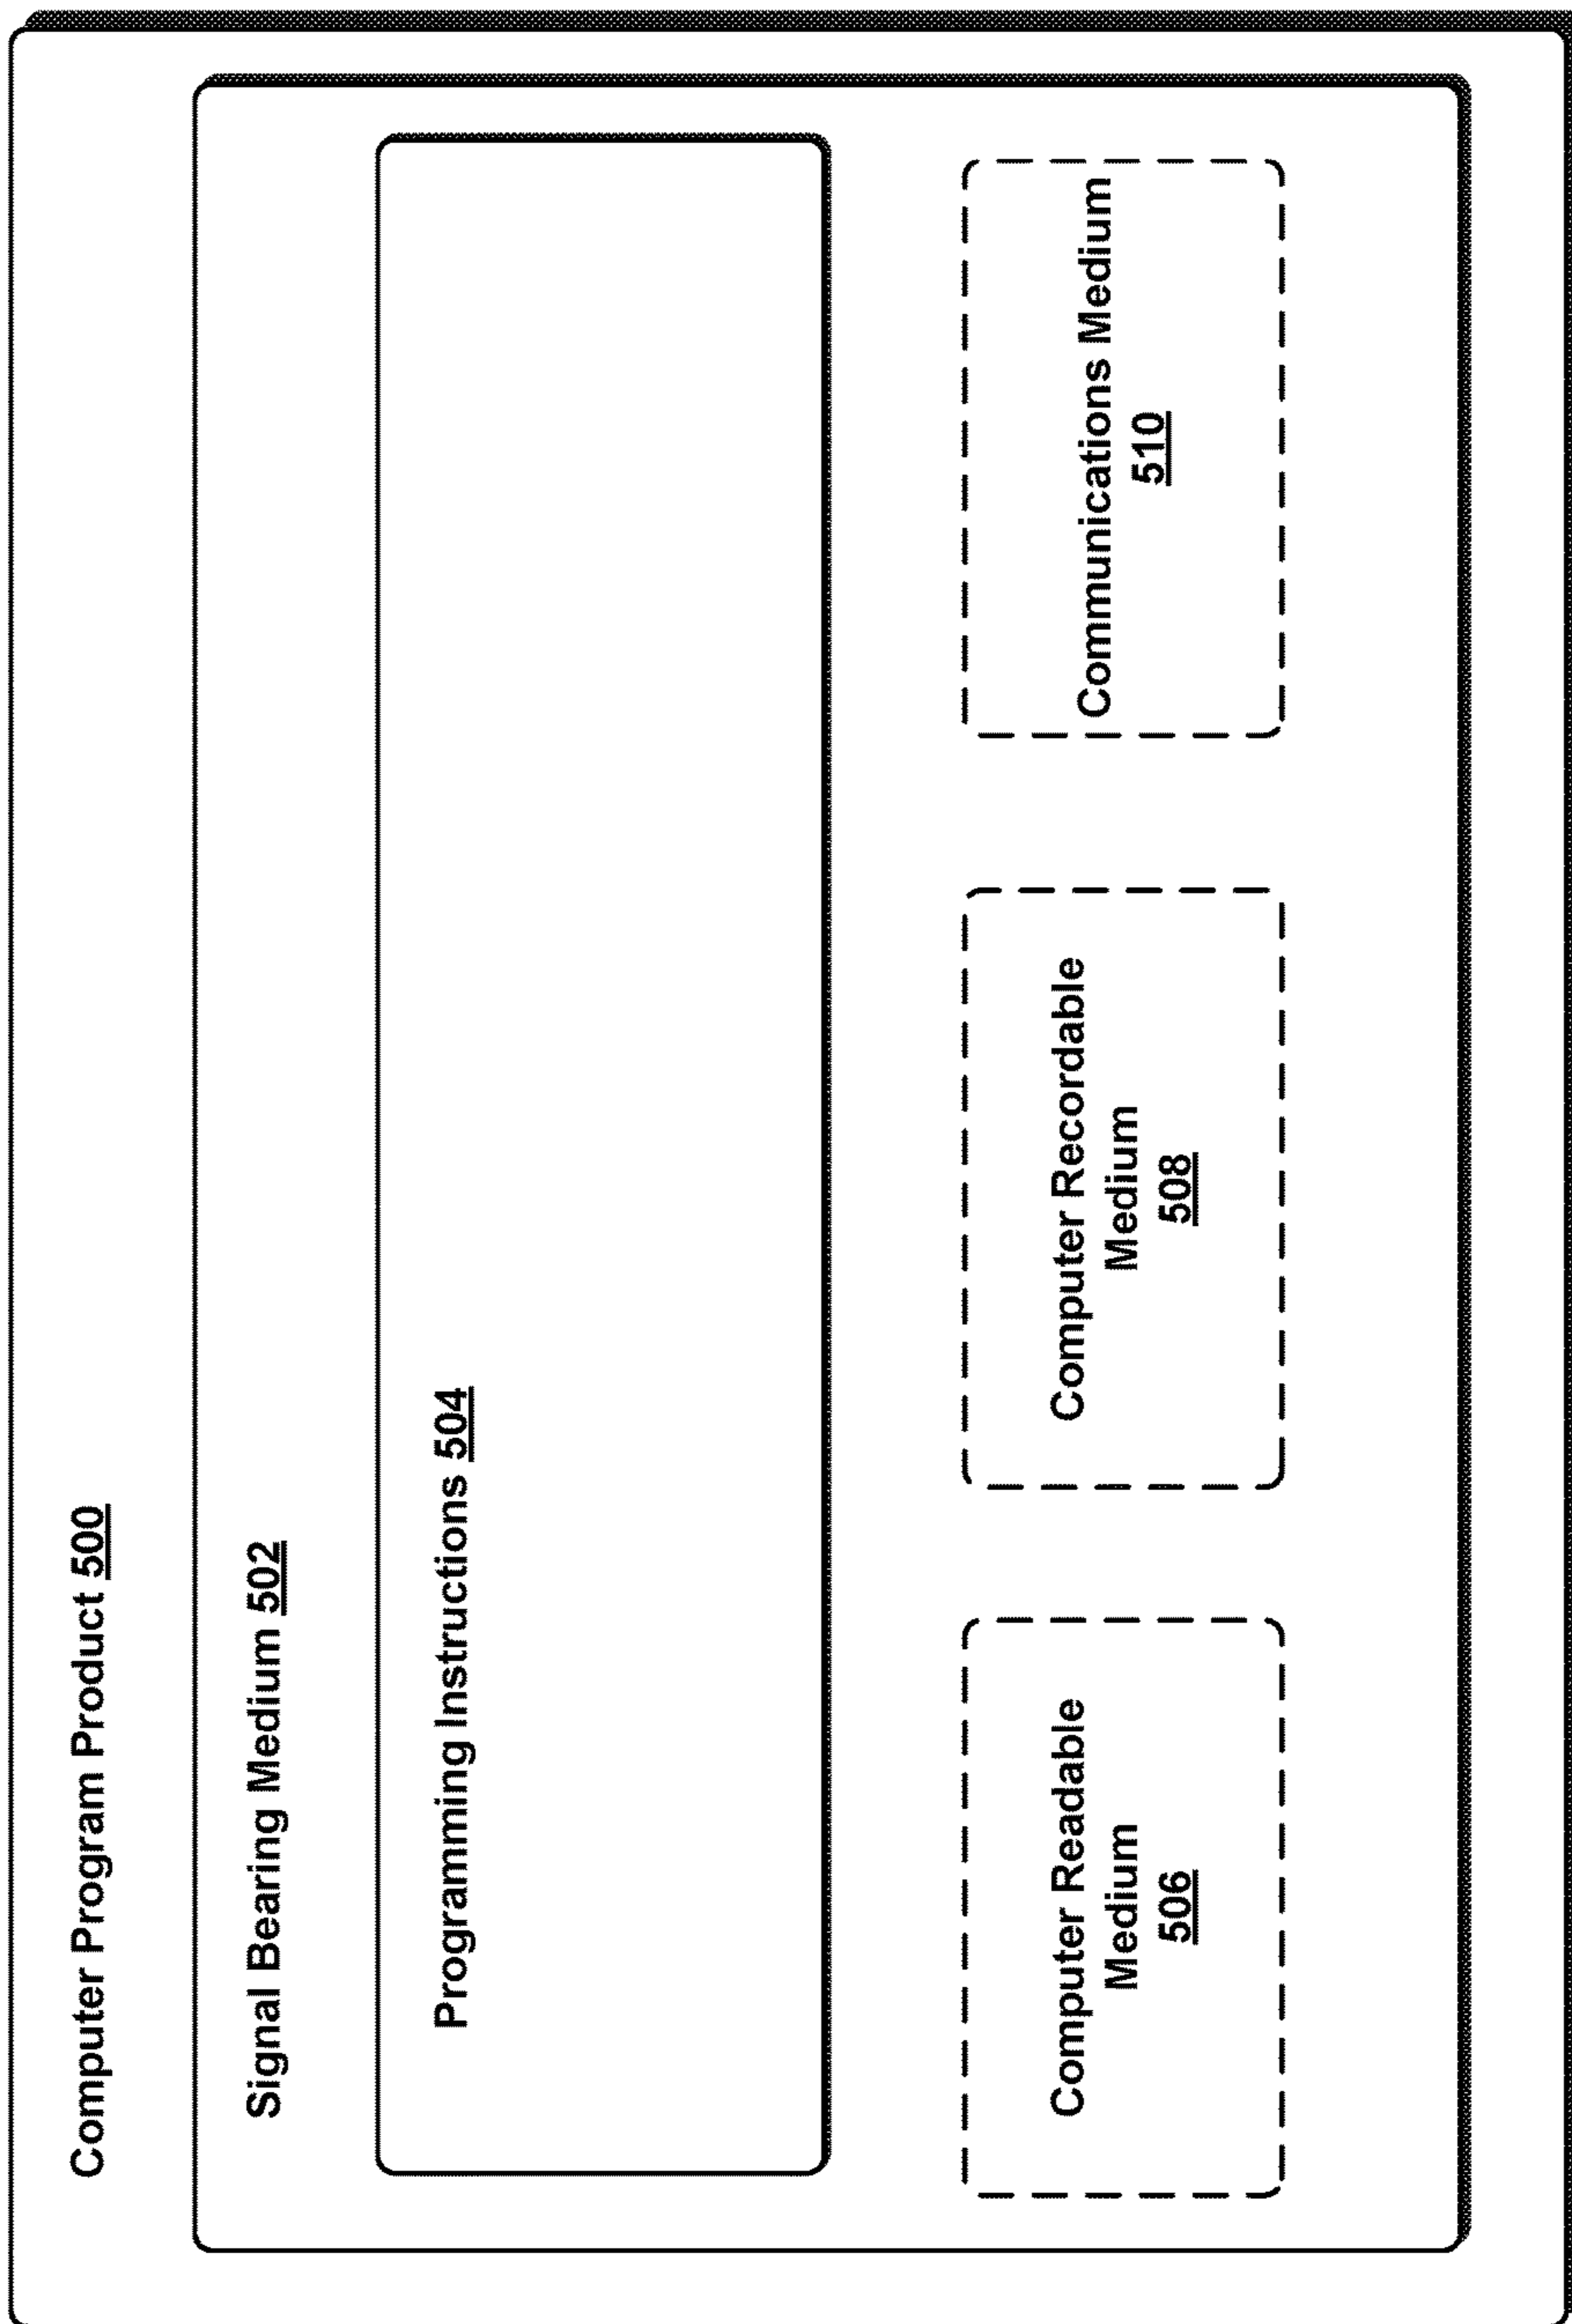 Computer Program Product 500
Signal Bearing Medium 502
Programming Instructions 504
Computer Readable
Medium
506
Computer Recordable
Medium
508
Communications Medium
510